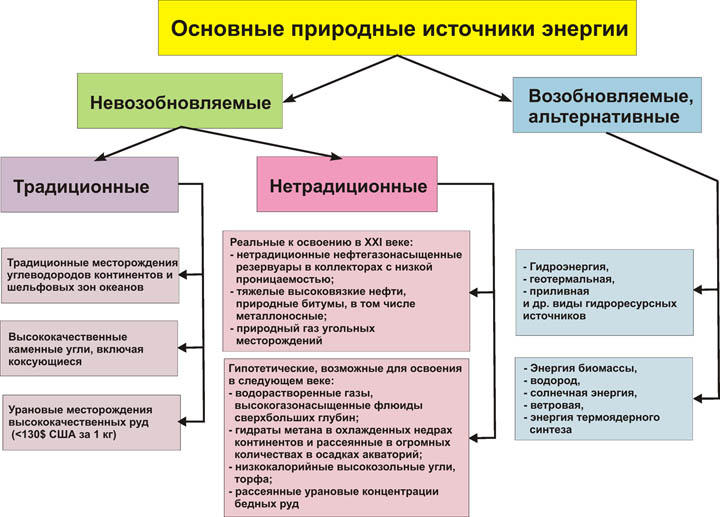 Основные природные источники энергии
Невозобновляемые
Возобновляемые,
альтернативные
Традиционные
Нетрадиционные
Традиционные месторождения
углеводородов континентов и
шельфовых зон океанов
Высококачественные
каменные угли, включая
коксующиеся
Урановые месторождения
высококачественных руд
(<130$ США за 1 кг)
Реальные к освоению в XXI веке:
- нетрадиционные нефтегазонасыщенные
резервуары в коллекторах с низкой
проницаемостью;
- тяжелые высоковязкие нефти,
природные битумы, в том числе
металлоносные;
- природный газ угольных
месторождений
Гипотетические, возможные для освоения
в следующем веке:
- водорастворенные газы,
высокогазонасыщенные флюиды
сверхбольших глубин;
- гидраты метана в охлажденных недрах
континентов и рассеянные в огромных
количествах в осадках акваторий;
- низкокалорийные высокозольные угли,
торфа;
- рассеянные урановые концентрации
бедных руд
- Гидроэнергия,
- геотермальная,
- приливная
и др. виды гидроресурсных
источников
- Энергия биомассы,
- водород,
- солнечная энергия,
- ветровая,
- энергия термоядерного
синтеза